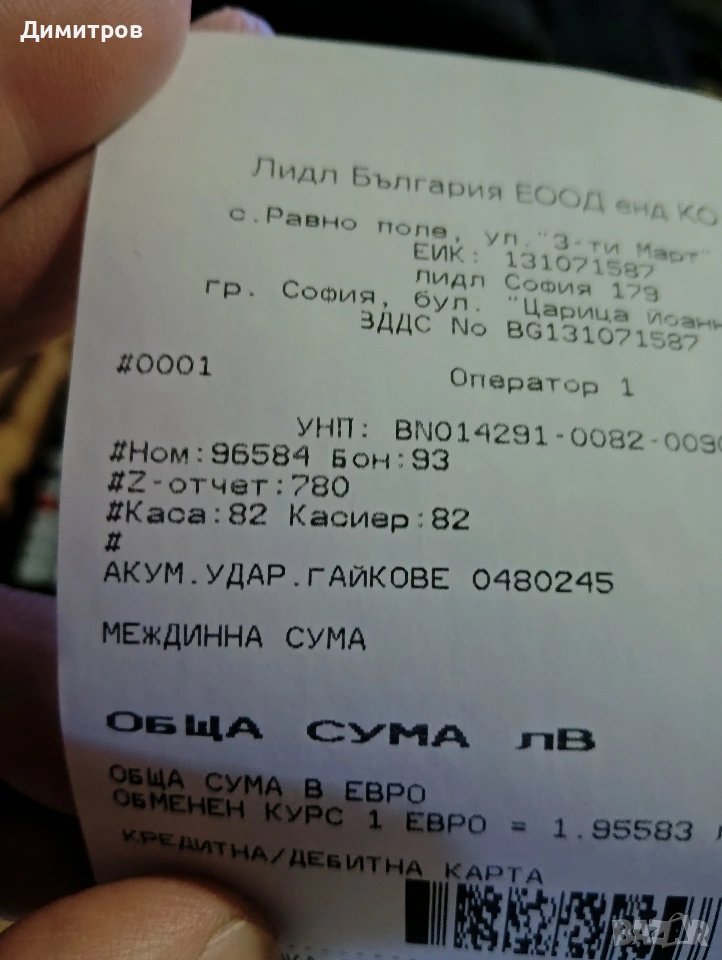 Димитров
Лидл България ЕООД енд КО
с.Равно поле, ул."3-ти Март"
ЕИК: 131071587
лидл София 179
гр. София, бул. "Царица йоанн
ЗДДС No BG131071587
#0001 Оператор 1
УНП: BN014291-0082-009
#Ном:96584 Бон:93
#Z-отчет:780
#Каса:82 Касиер:82
#
АКУМ.УДАР.ГАЙКОВЕ 0480245
МЕЖДИННА СУМА
ОБЩА СУМА лВ
ОБЩА СУМА В ЕВРО
ОБМЕНЕН КУРС 1 ЕВРО = 1.95583
КРЕДИТНА/ДЕБИТНА КАРТА
BAZAR